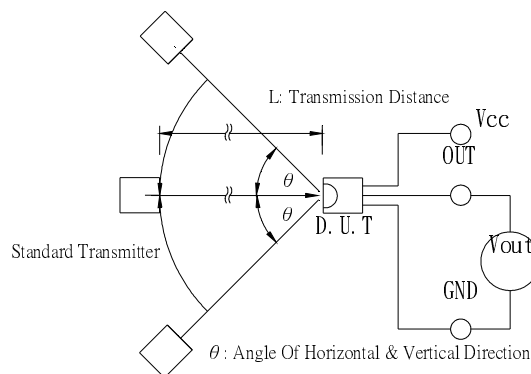 L: Transmission Distance
Vcc
OUT
θ
θ
D.U.T
Standard Transmitter
Vout
GND
θ : Angle Of Horizontal & Vertical Direction